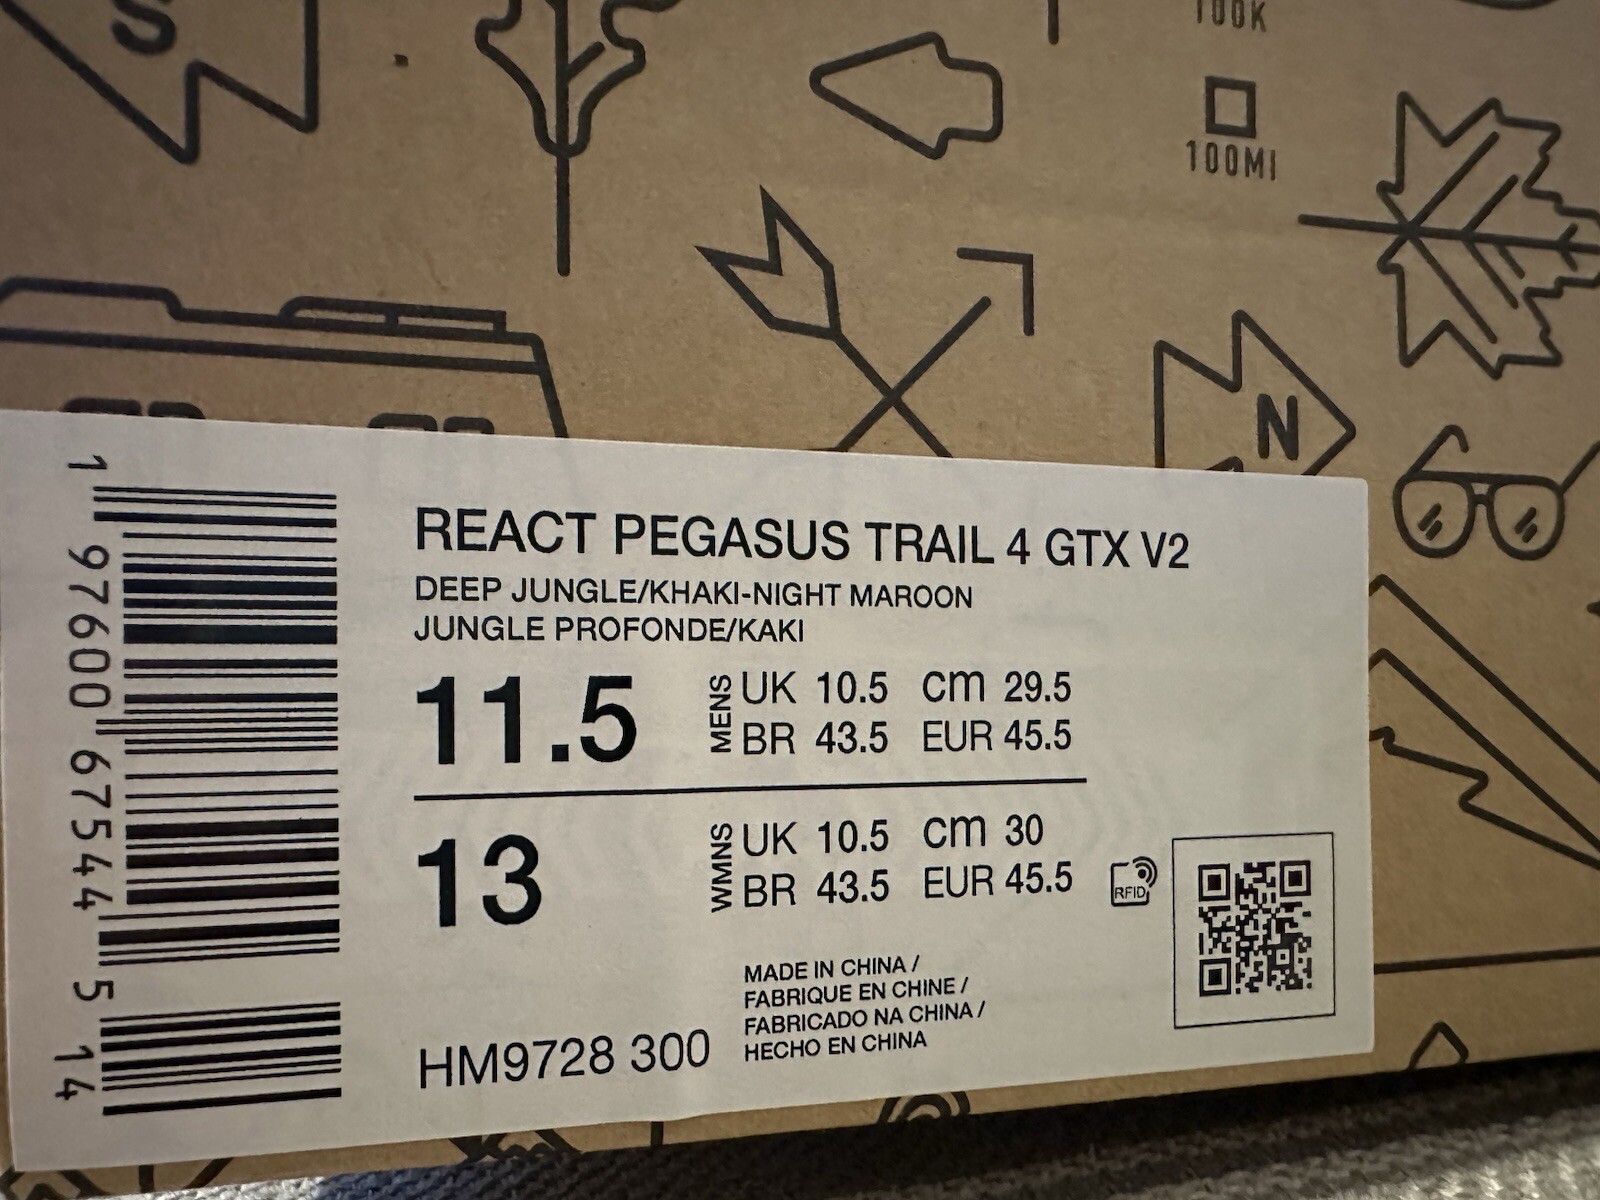 S
100K
100MI
N
REACT PEGASUS TRAIL 4 GTX V2
DEEP JUNGLE/KHAKI-NIGHT MAROON
JUNGLE PROFONDE/KAKI
11.5 MENS UK 10.5 cm 29.5
BR 43.5 EUR 45.5
13 WMNS UK 10.5 cm 30
BR 43.5 EUR 45.5
RFID
MADE IN CHINA /
FABRIQUE EN CHINE /
FABRICADO NA CHINA /
HECHO EN CHINA
HM9728 300
1 97600 67544 5 14